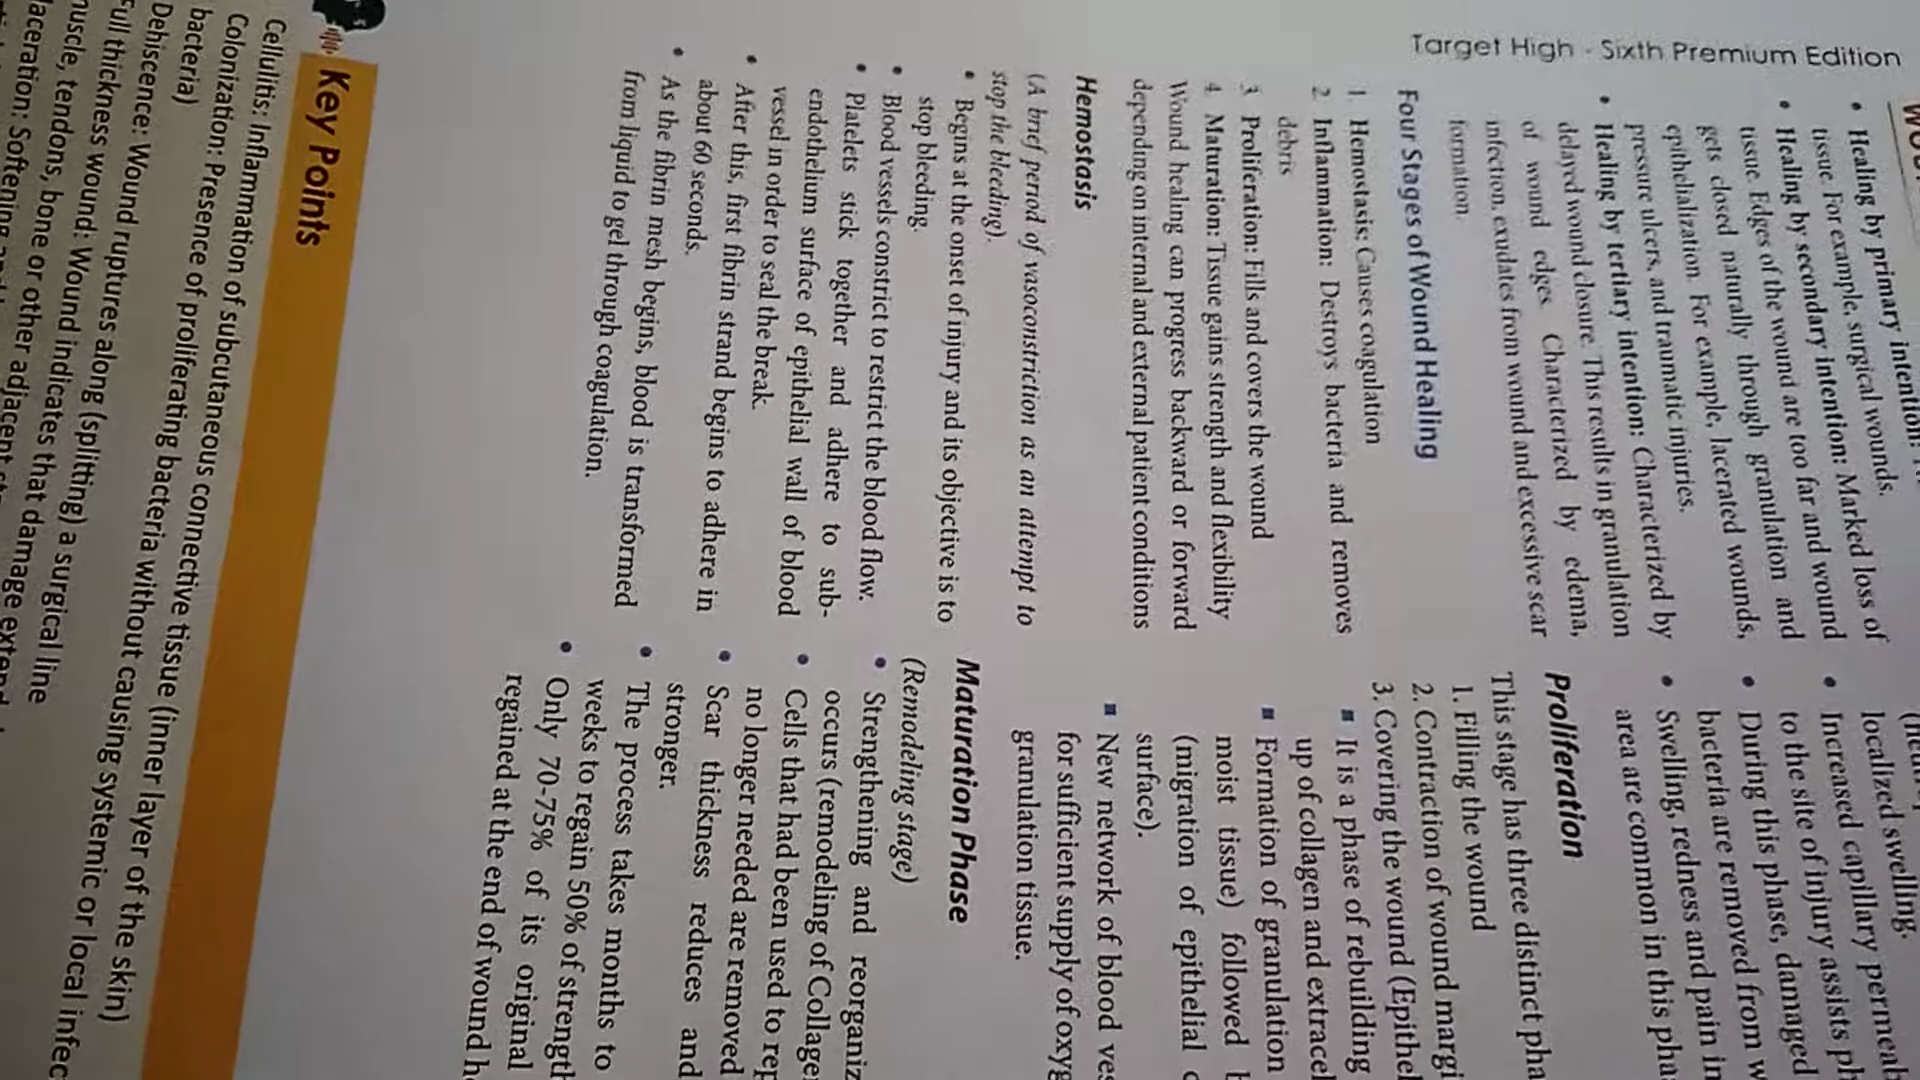 Target High - Sixth Premium Edition
• Healing by primary intention:
tissue. For example, surgical wounds.
• Healing by secondary intention: Marked loss of
tissue. Edges of the wound are too far and wound
gets closed naturally through granulation and
epithelialization. For example, lacerated wounds,
pressure ulcers, and traumatic injuries.
• Healing by tertiary intention: Characterized by
delayed wound closure. This results in granulation
of wound edges. Characterized by edema,
infection, exudates from wound and excessive scar
formation.
Four Stages of Wound Healing
1. Hemostasis: Causes coagulation
2. Inflammation: Destroys bacteria and removes
debris
3. Proliferation: Fills and covers the wound
4. Maturation: Tissue gains strength and flexibility
Wound healing can progress backward or forward
depending on internal and external patient conditions
Hemostasis
(A brief period of vasoconstriction as an attempt to
stop the bleeding).
• Begins at the onset of injury and its objective is to
stop bleeding.
• Blood vessels constrict to restrict the blood flow.
• Platelets stick together and adhere to sub-
endothelium surface of epithelial wall of blood
vessel in order to seal the break.
• After this, first fibrin strand begins to adhere in
about 60 seconds.
• As the fibrin mesh begins, blood is transformed
from liquid to gel through coagulation.
localized swelling.
• Increased capillary
to the site of injury assists
• During this phase, damaged
bacteria are removed from
• Swelling, redness and pain in
area are common in this
Proliferation
This stage has three distinct
1. Filling the wound
2. Contraction of wound
3. Covering the wound
▪ It is a phase of rebuilding
up of collagen and
▪ Formation of granulation
moist tissue) followed
(migration of epithelial
surface).
▪ New network of blood
for sufficient supply of
granulation tissue.
Maturation Phase
(Remodeling stage)
• Strengthening and
occurs (remodeling of
• Cells that had been used to
no longer needed are removed
• Scar thickness reduces and
stronger.
• The process takes months to
weeks to regain 50% of
• Only 70-75% of its original
regained at the end of wound
Key Points
Cellulitis: Inflammation of subcutaneous connective tissue (inner layer of the skin)
Colonization: Presence of proliferating bacteria without causing systemic or local
bacteria)
Dehiscence: Wound ruptures along (splitting) a surgical line
Full thickness wound: Wound indicates that damage
muscle, tendons, bone or other adjacent